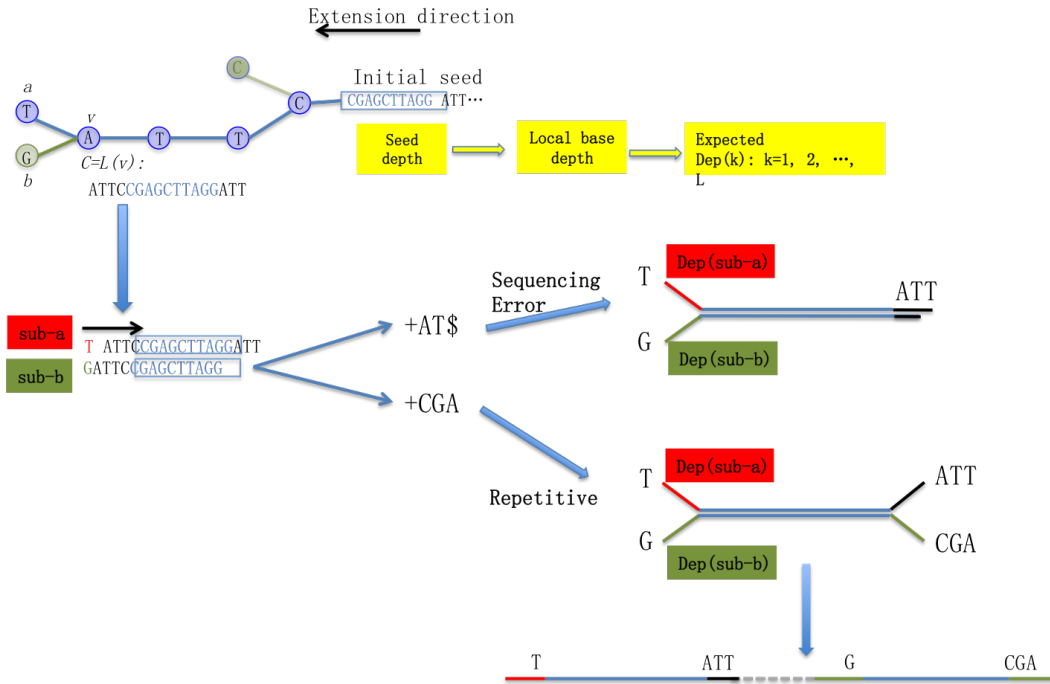 Extension direction
C
Initial seed
a
T
v
C
CGAGCTTAGG ATT…
A
T
T
G
b
C=L(v):
ATTCCGAGCTTAGGATT
Seed
depth
Local base
depth
Expected
Dep(k): k=1, 2, …,
L
sub-a
T ATTCCGAGCTTAGGATT
sub-b
GATTCCGAGCTTAGG
+AT$
Sequencing
Error
T
Dep(sub-a)
ATT
G
Dep(sub-b)
+CGA
Repetitive
T
Dep(sub-a)
ATT
G
Dep(sub-b)
CGA
T
ATT
G
CGA